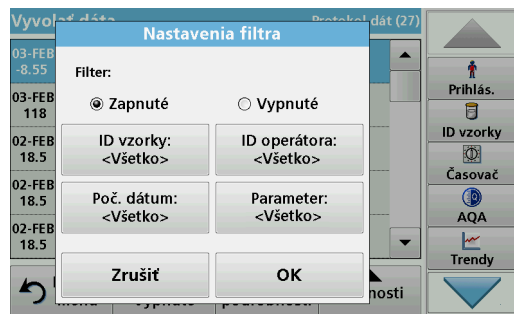 Vyvolať dáta
Protokol dát (27)
Nastavenia filtra
03-FEB
-8.55
Filter:
Zapnuté
Vypnuté
03-FEB
118
ID vzorky:
<Všetko>
ID operátora:
<Všetko>
02-FEB
18.5
Poč. dátum:
<Všetko>
Parameter:
<Všetko>
02-FEB
18.5
02-FEB
18.5
Zrušiť
OK
Prihlás.
ID vzorky
Časovač
AQA
Trendy